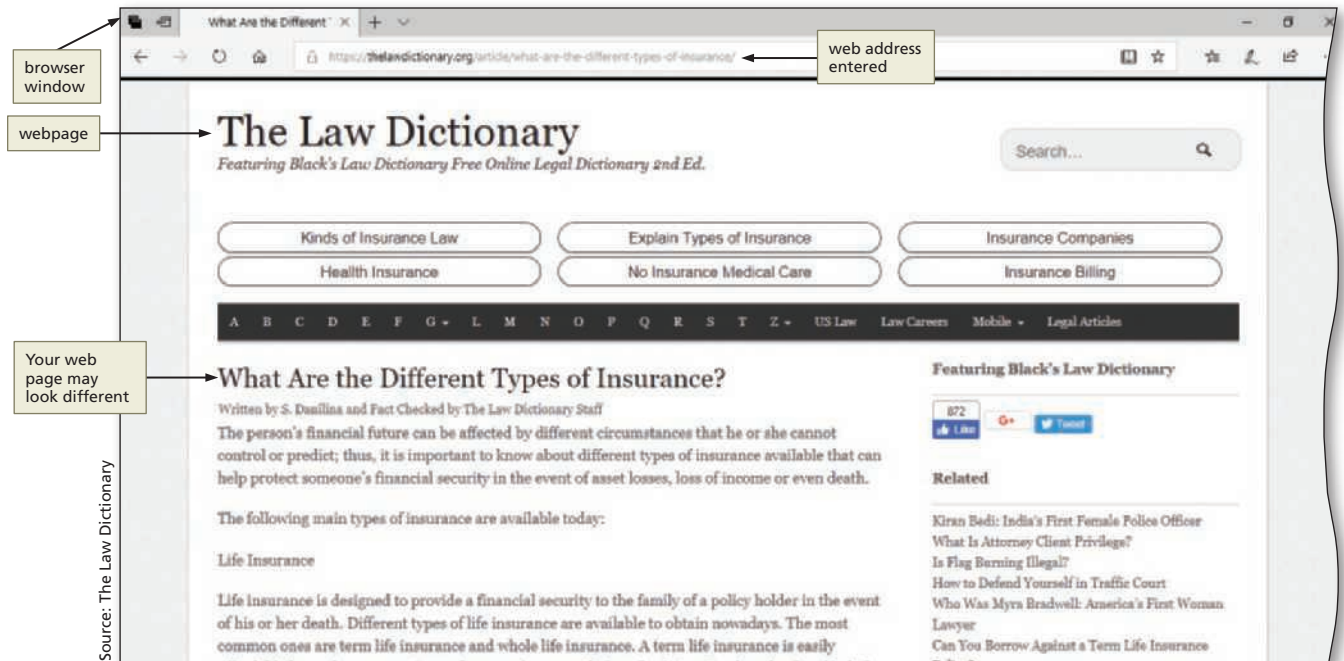 What Are the Different
browser
window
https://thelawdictionary.org/article/what-are-the-different-types-of-insurance/
web address
entered
webpage
The Law Dictionary
Featuring Black's Law Dictionary Free Online Legal Dictionary 2nd Ed.
Search...
Kinds of Insurance Law
Explain Types of Insurance
Insurance Companies
Heallth Insurance
No Insurance Medical Care
Insurance Billing
A B C D E F G L M N O P Q R S T Z US Law Law Careers Mobile Legal Articles
Your web
page may
look different
What Are the Different Types of Insurance?
Written by S. Danilina and Fact Checked by The Law Dictionary Staff
The person's financial future can be affected by different circumstances that he or she cannot
control or predict; thus, it is important to know about different types of insurance available that can
help protect someone's financial security in the event of asset losses, loss of income or even death.
The following main types of insurance are available today:
Life Insurance
Life insurance is designed to provide a financial security to the family of a policy holder in the event
of his or her death. Different types of life insurance are available to obtain nowadays. The most
common ones are term life insurance and whole life insurance. A term life insurance is easily
Featuring Black's Law Dictionary
872
Like
G+
Tweet
Related
Kiran Bedi: India's First Female Police Officer
What Is Attorney Client Privilege?
Is Flag Burning Illegal?
How to Defend Yourself in Traffic Court
Who Was Myra Bradwell: America's First Woman
Lawyer
Can You Borrow Against a Term Life Insurance
Source: The Law Dictionary